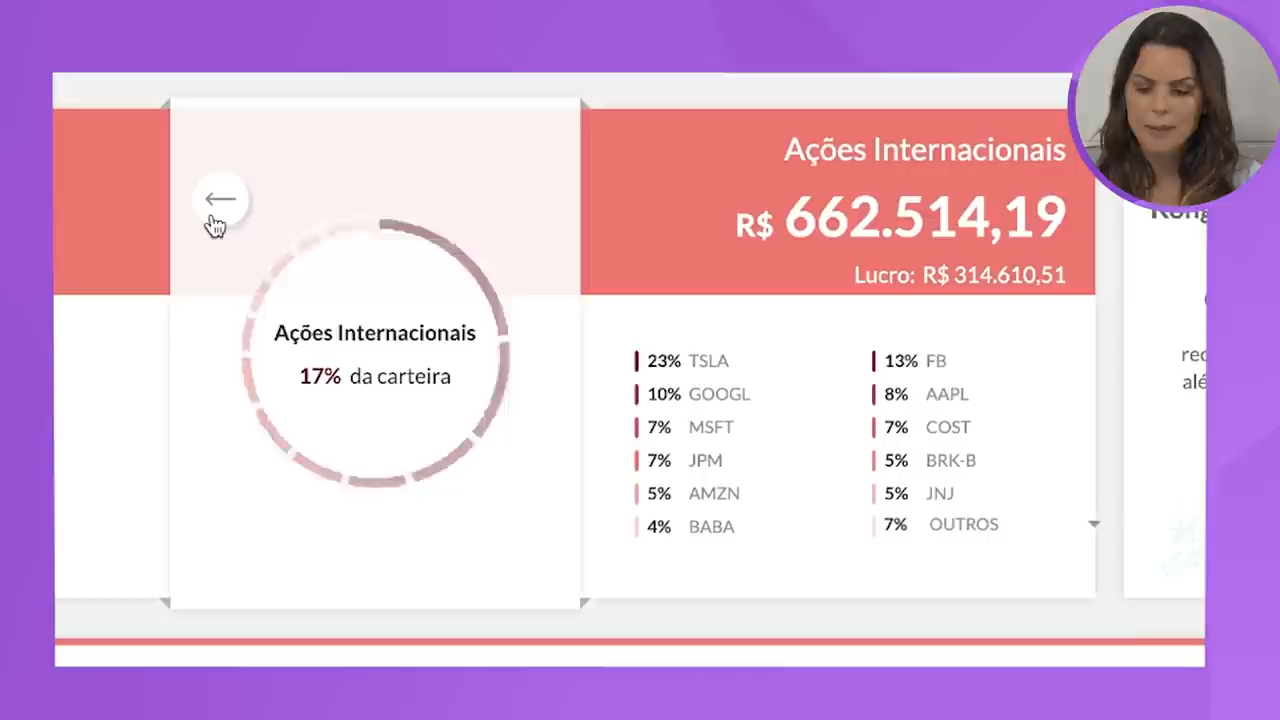 Ações Internacionais
R$ 662.514,19
Lucro: R$ 314.610,51
Ações Internacionais
17% da carteira
23% TSLA
13% FB
10% GOOGL
8% AAPL
7% MSFT
7% COST
7% JPM
5% BRK-B
5% AMZN
5% JNJ
4% BABA
7% OUTROS